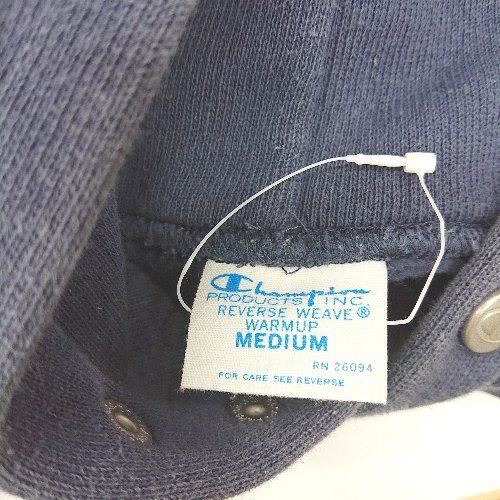 Champion
PRODUCTS INC.
REVERSE WEAVE®
WARMUP
MEDIUM
RN 26094
FOR CARE SEE REVERSE